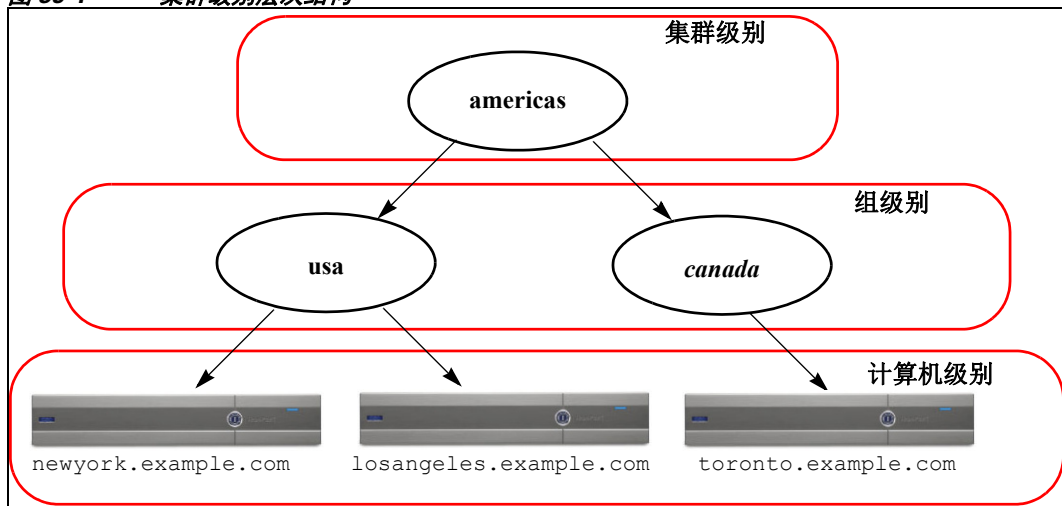 集群级别
americas
组级别
usa
canada
计算机级别
newyork.example.com
losangeles.example.com
toronto.example.com